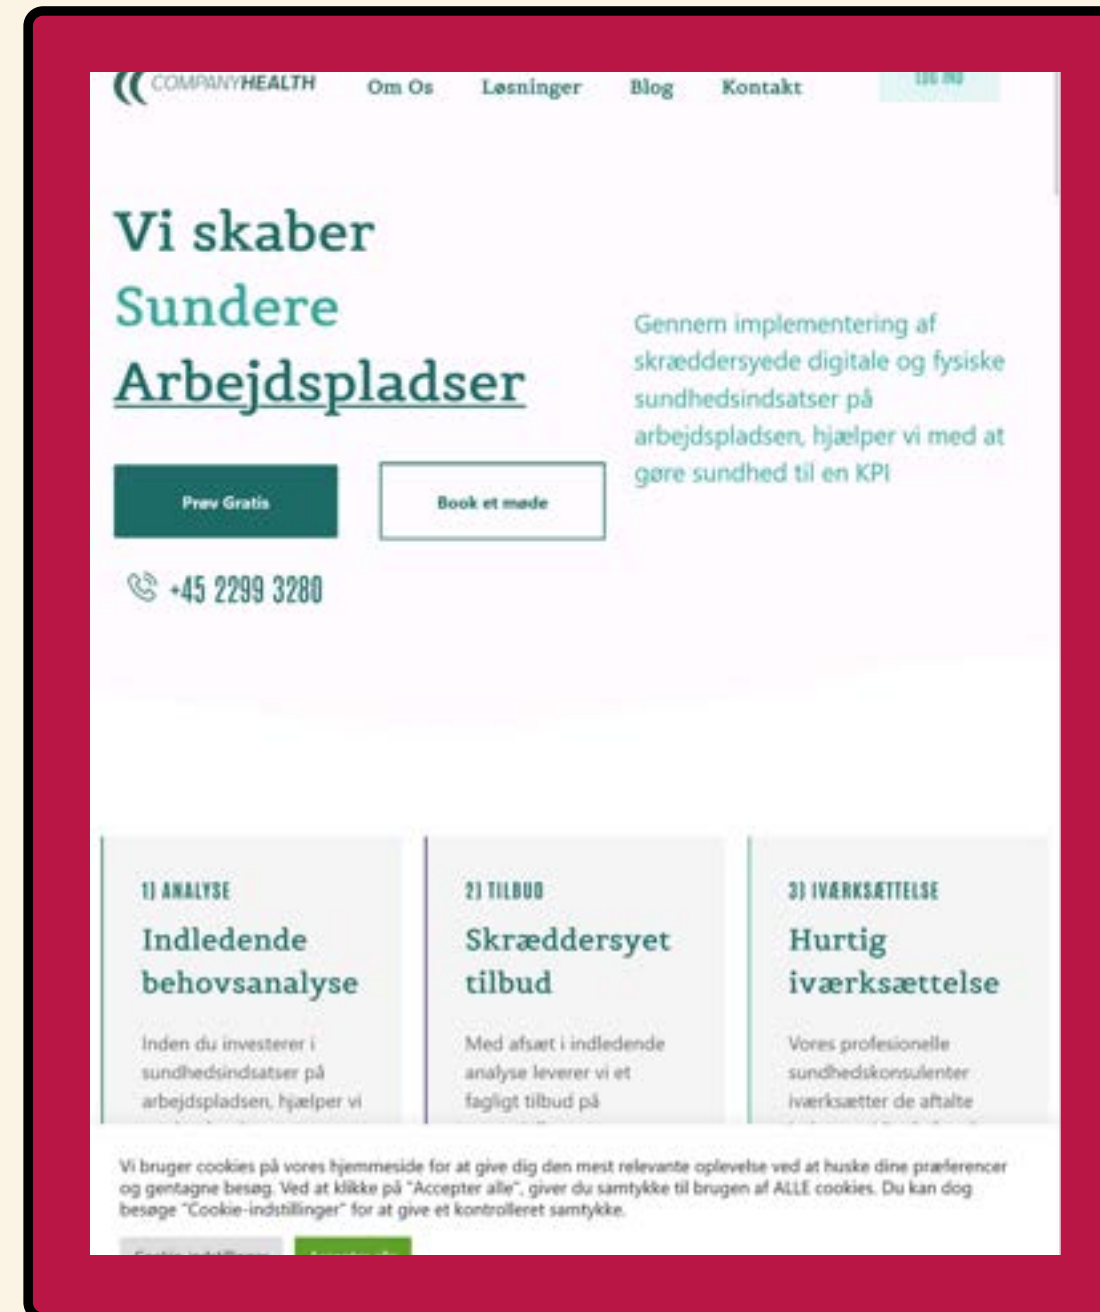 COMPANYHEALTH
Om Os
Løsninger
Blog
Kontakt
LOG IND
Vi skaber
Sundere
Arbejdspladser
Gennem implementering af
skræddersyede digitale og fysiske
sundhedsindsatser på
arbejdspladsen, hjælper vi med at
gøre sundhed til en KPI
Prøv Gratis
Book et møde
+45 2299 3280
1) ANALYSE
Indledende
behovsanalyse
Inden du investerer i
sundhedsindsatser på
arbejdspladsen, hjælper vi
2) TILBUD
Skræddersyet
tilbud
Med afsæt i indledende
analyse leverer vi et
fagligt tilbud på
3) IVÆRKSÆTTELSE
Hurtig
iværksættelse
Vores profesionelle
sundhedskonsulenter
iværksætter de aftalte
Vi bruger cookies på vores hjemmeside for at give dig den mest relevante oplevelse ved at huske dine præferencer
og gentagne besøg. Ved at klikke på "Accepter alle", giver du samtykke til brugen af ALLE cookies. Du kan dog
besøge "Cookie-indstillinger" for at give et kontrolleret samtykke.